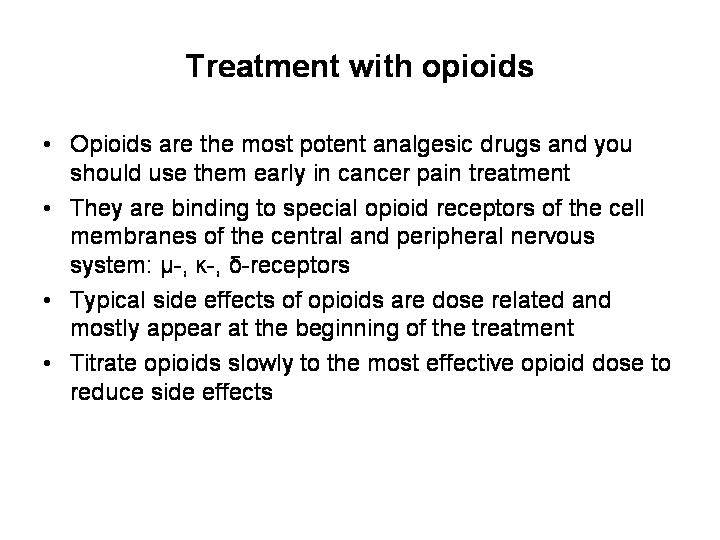 Treatment with opioids
• Opioids are the most potent analgesic drugs and you
should use them early in cancer pain treatment
• They are binding to special opioid receptors of the cell
membranes of the central and peripheral nervous
system: μ-, κ-, δ-receptors
• Typical side effects of opioids are dose related and
mostly appear at the beginning of the treatment
• Titrate opioids slowly to the most effective opioid dose to
reduce side effects